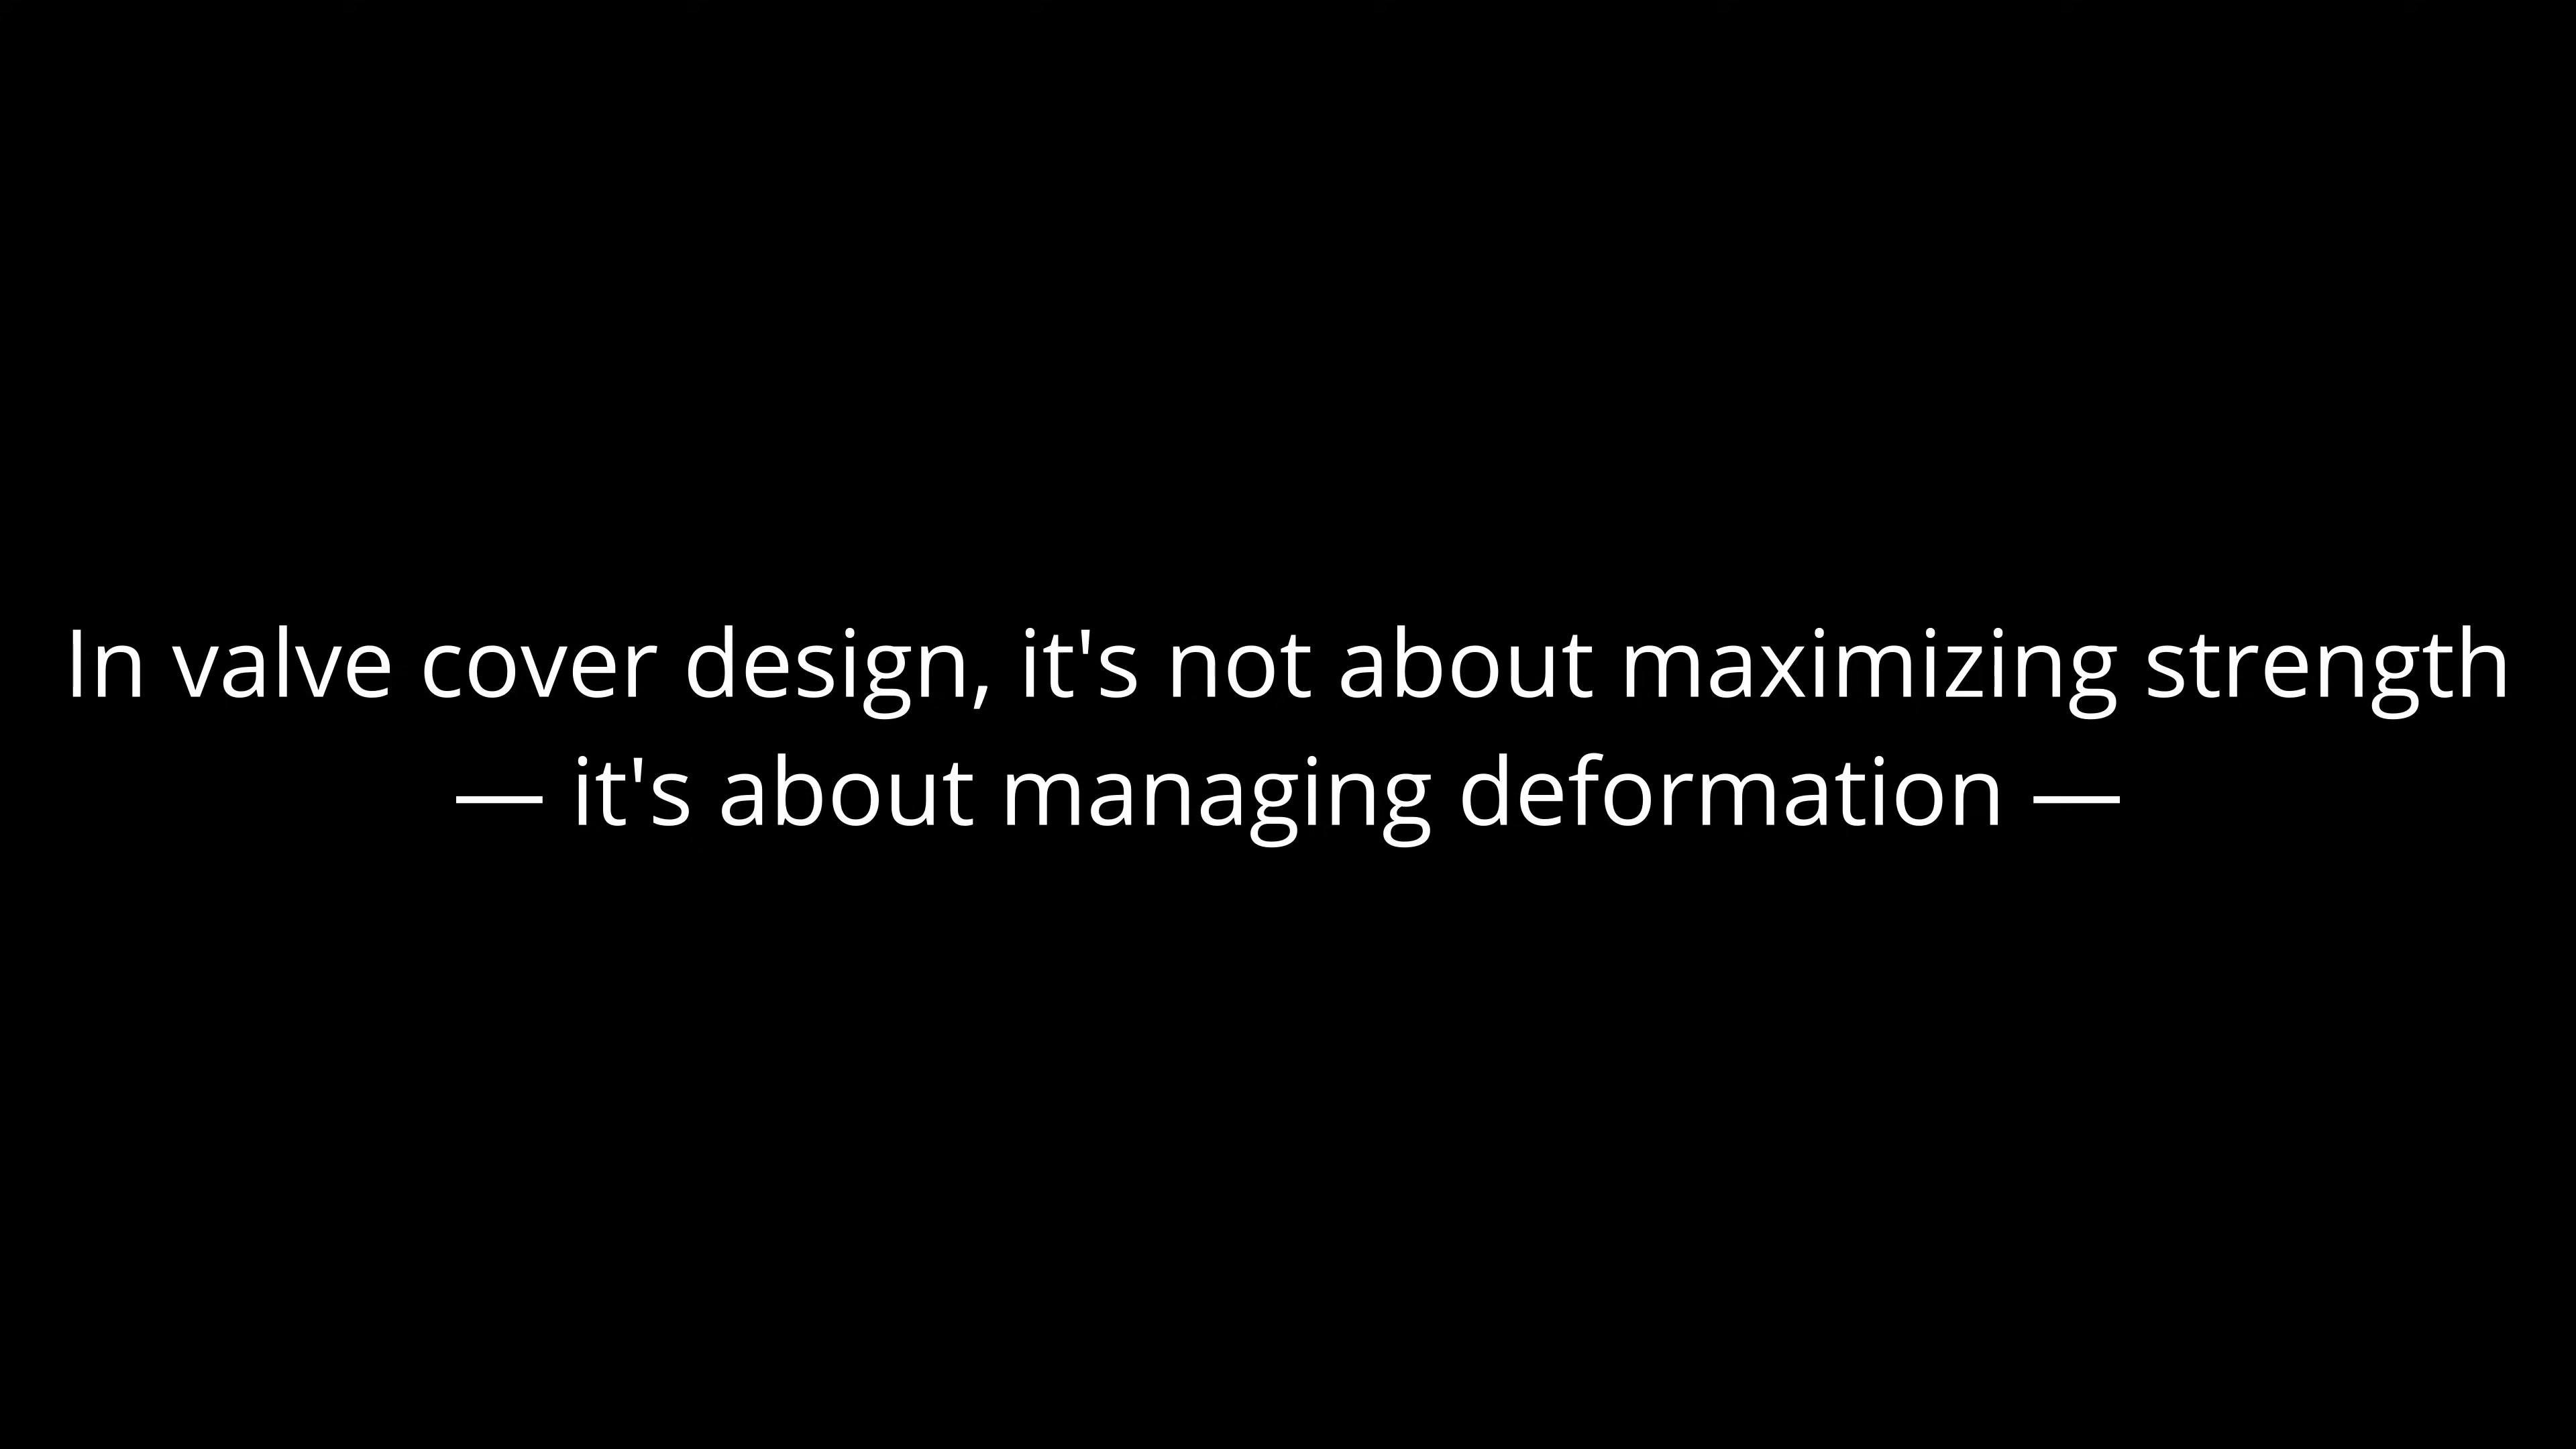 In valve cover design, it's not about maximizing strength
— it's about managing deformation —